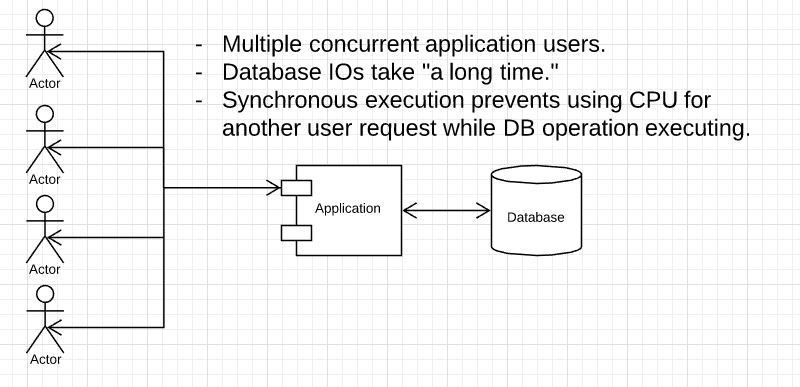 - Multiple concurrent application users.
- Database IOs take "a long time."
- Synchronous execution prevents using CPU for
another user request while DB operation executing.
Actor
Actor
Actor
Actor
Application
Database